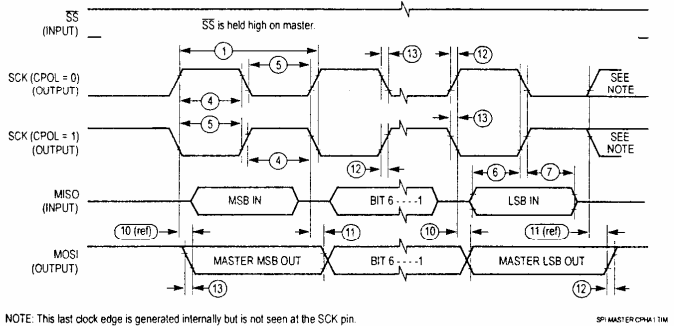 SS
(INPUT)
SS is held high on master.
1
5
13
12
SCK (CPOL = 0)
(OUTPUT)
SEE
NOTE
4
5
13
SCK (CPOL = 1)
(OUTPUT)
SEE
NOTE
4
12
6
7
MISO
(INPUT)
MSB IN
BIT 6 - - - - 1
LSB IN
10 (ref)
11
10
11 (ref)
MOSI
(OUTPUT)
MASTER MSB OUT
BIT 6 - - - - 1
MASTER LSB OUT
13
12
NOTE: This last clock edge is generated internally but is not seen at the SCK pin.
SPI MASTER CPHA1 TIM